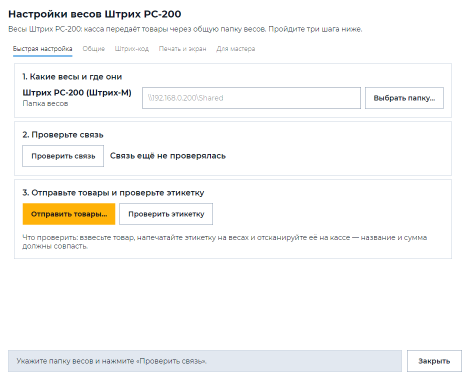 Настройки весов Штрих PC-200
Весы Штрих PC-200: касса передаёт товары через общую папку весов. Пройдите три шага ниже.
Быстрая настройка Общие Штрих-код Печать и экран Для мастера
1. Какие весы и где они
Штрих PC-200 (Штрих-М)
Папка весов
\\192.168.0.200\Shared
Выбрать папку...
2. Проверьте связь
Проверить связь Связь ещё не проверялась
3. Отправьте товары и проверьте этикетку
Отправить товары... Проверить этикетку
Что проверить: взвесьте товар, напечатайте этикетку на весах и отсканируйте её на кассе — название и сумма
должны совпасть.
Укажите папку весов и нажмите «Проверить связь». Закрыть